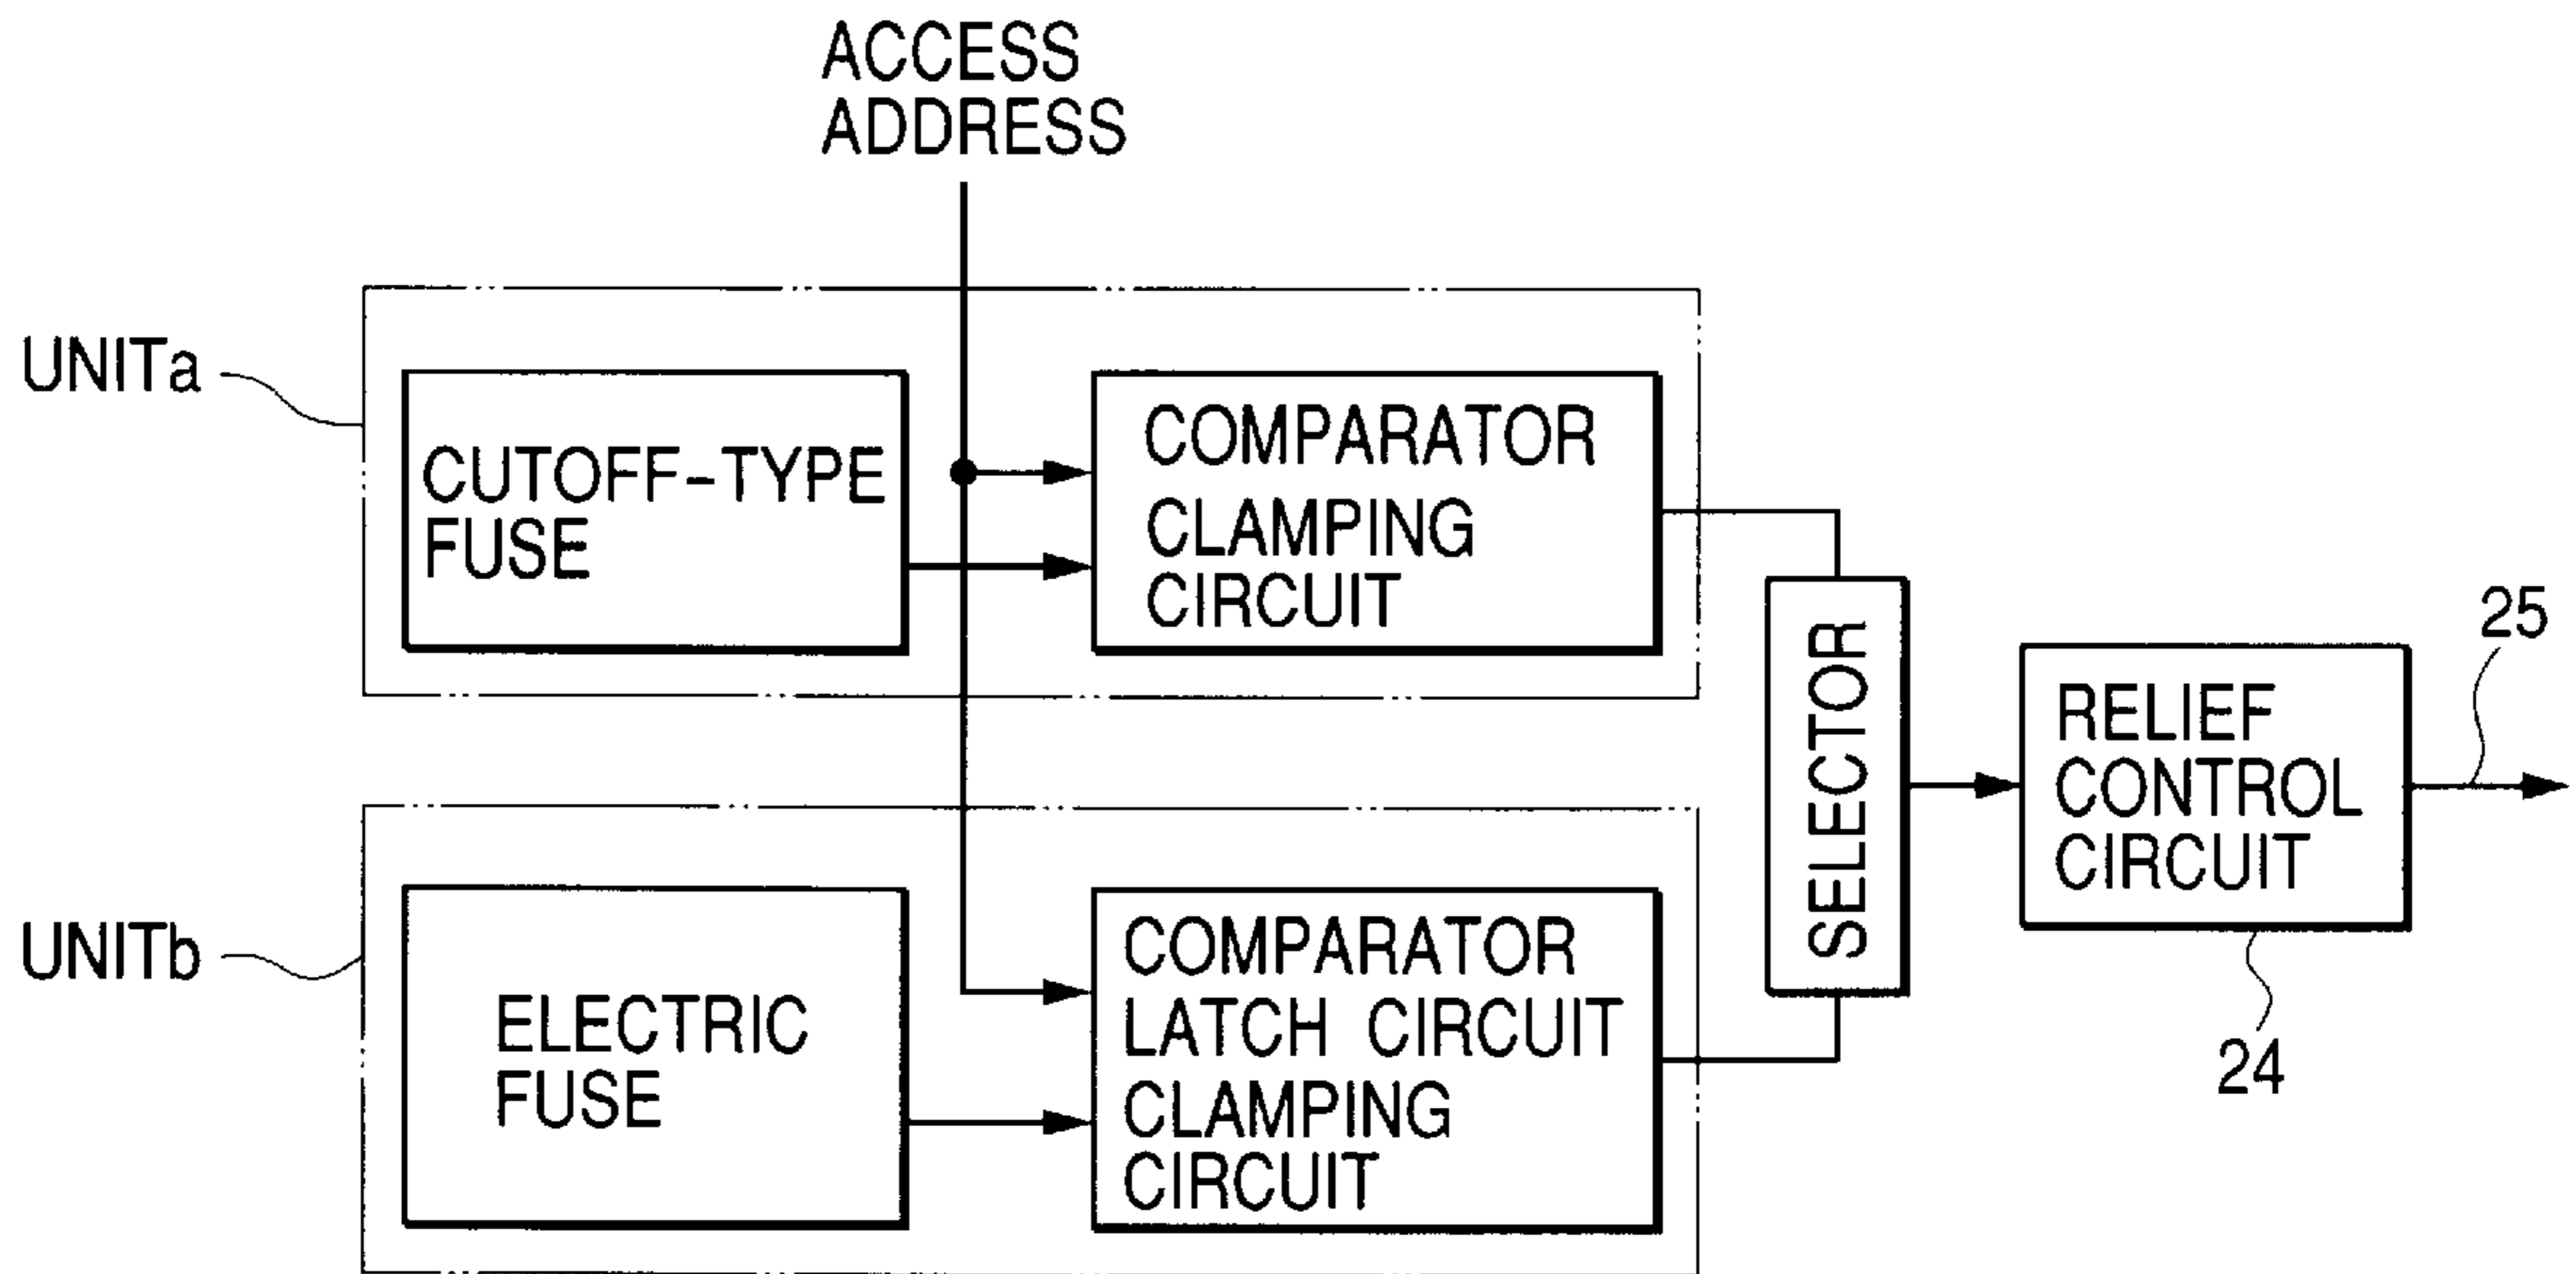 ACCESS
ADDRESS
UNITa
CUTOFF-TYPE
FUSE
COMPARATOR
CLAMPING
CIRCUIT
UNITb
ELECTRIC
FUSE
COMPARATOR
LATCH CIRCUIT
CLAMPING
CIRCUIT
SELECTOR
RELIEF
CONTROL
CIRCUIT
25
24